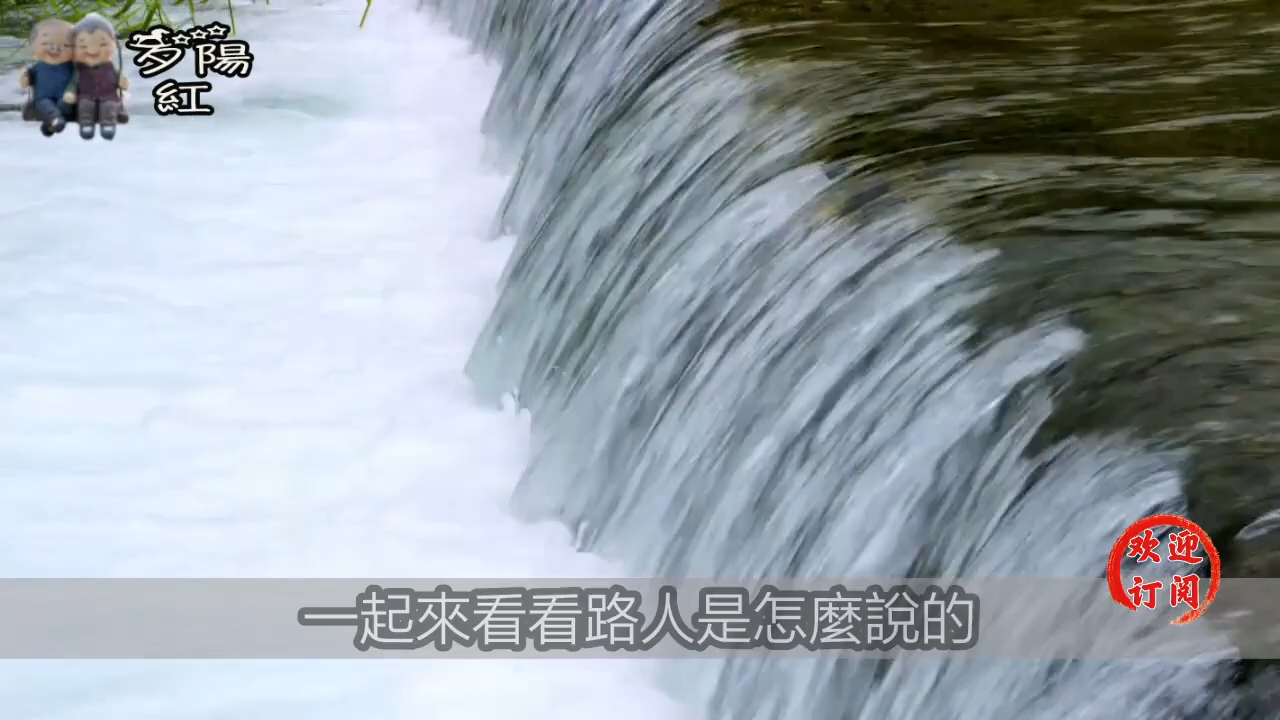 夕陽
紅
一起來看看路人是怎麼說的
欢迎
订阅